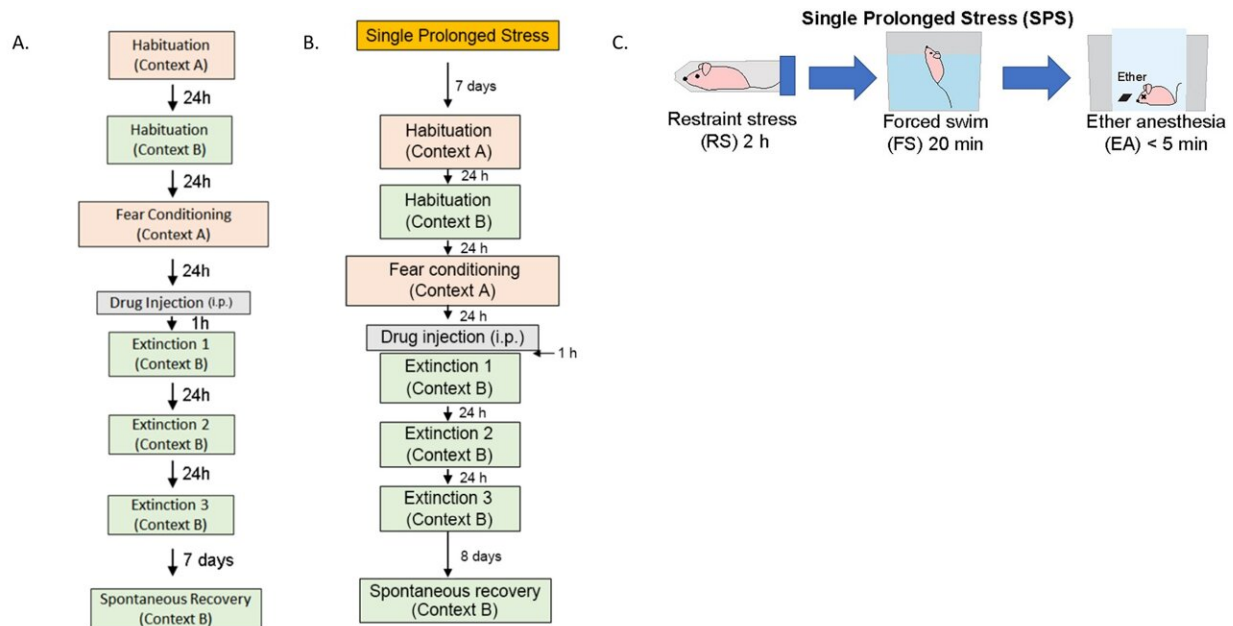 A.
Habituation
(Context A)
24h
Habituation
(Context B)
24h
Fear Conditioning
(Context A)
24h
Drug Injection (i.p.)
1h
Extinction 1
(Context B)
24h
Extinction 2
(Context B)
24h
Extinction 3
(Context B)
7 days
Spontaneous Recovery
(Context B)
B.
Single Prolonged Stress
7 days
Habituation
(Context A)
24 h
Habituation
(Context B)
24 h
Fear conditioning
(Context A)
24 h
Drug injection (i.p.)
1 h
Extinction 1
(Context B)
24 h
Extinction 2
(Context B)
24 h
Extinction 3
(Context B)
8 days
Spontaneous recovery
(Context B)
C.
Single Prolonged Stress (SPS)
Restraint stress
(RS) 2 h
Forced swim
(FS) 20 min
Ether
Ether anesthesia
(EA) < 5 min